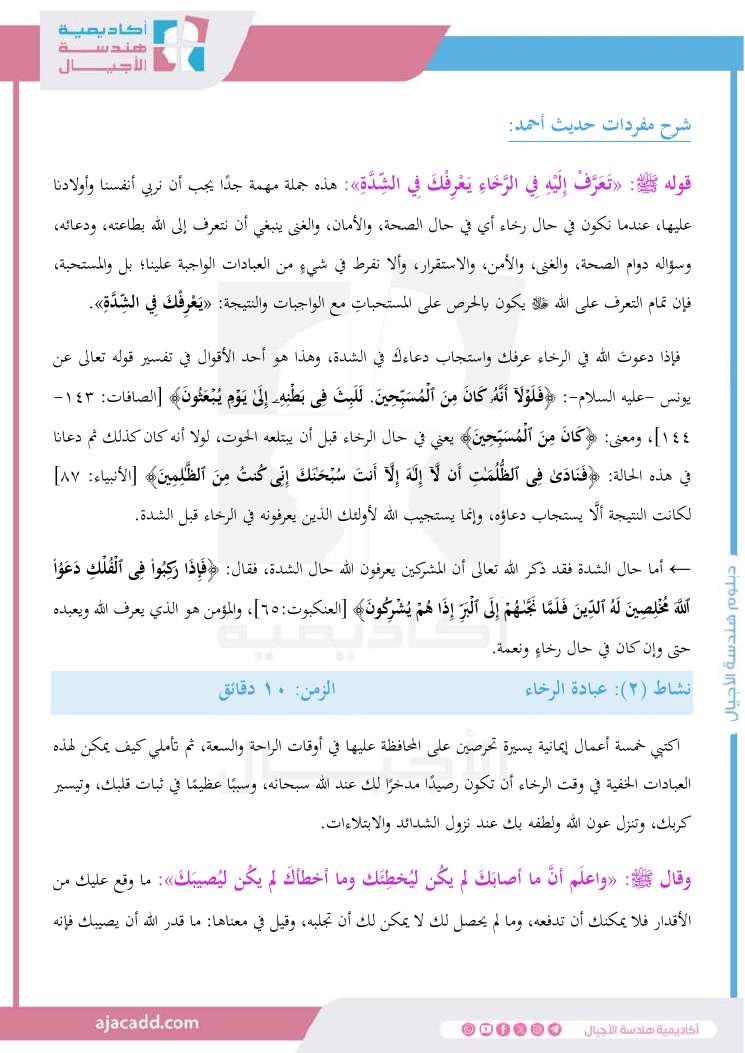 أكاديمية
هندسة
الأجيال
شرح مفردات حديث أحمد:
قوله ﷺ: «تَعَرَّفْ إِلَيْهِ فِي الرَّخَاءِ يَعْرِفْكَ فِي الشِّدَّةِ»: هذه جملة مهمة جدًا يجب أن نربي أنفسنا وأولادنا
عليها، عندما نكون في حال رخاء أي في حال الصحة، والأمان، والغنى ينبغي أن نتعرف إلى الله بطاعته، ودعائه،
وسؤاله دوام الصحة، والغنى، والأمن، والاستقرار، وألا نفرط في شيءٍ من العبادات الواجبة علينا؛ بل والمستحبة،
فإن تمام التعرف على الله ﷻ يكون بالحرص على المستحباتِ مع الواجبات والنتيجة: «يَعْرِفْكَ فِي الشِّدَّةِ».
فإذا دعوتَ الله في الرخاء عرفك واستجاب دعاءكَ في الشدة، وهذا هو أحد الأقوال في تفسير قوله تعالى عن
يونس -عليه السلام-: ﴿فَلَوْلَآ أَنَّهُۥ كَانَ مِنَ ٱلْمُسَبِّحِينَ. لَلَبِثَ فِى بَطْنِهِۦٓ إِلَىٰ يَوْمِ يُبْعَثُونَ﴾ [الصافات: ١٤٣-
١٤٤]، ومعنى: ﴿كَانَ مِنَ ٱلْمُسَبِّحِينَ﴾ يعني في حال الرخاء قبل أن يبتلعه الحوت، لولا أنه كان كذلك ثم دعانا
في هذه الحالة: ﴿فَنَادَىٰ فِى ٱلظُّلُمَٰتِ أَن لَّآ إِلَٰهَ إِلَّآ أَنتَ سُبْحَٰنَكَ إِنِّى كُنتُ مِنَ ٱلظَّٰلِمِينَ﴾ [الأنبياء: ٨٧]
لكانت النتيجة ألَّا يستجاب دعاؤه، وإنما يستجيب الله لأولئك الذين يعرفونه في الرخاء قبل الشدة.
← أما حال الشدة فقد ذكر الله تعالى أن المشركين يعرفون الله حال الشدة، فقال: ﴿فَإِذَا رَكِبُوا۟ فِى ٱلْفُلْكِ دَعَوُا۟
ٱللَّهَ مُخْلِصِينَ لَهُ ٱلدِّينَ فَلَمَّا نَجَّىٰهُمْ إِلَى ٱلْبَرِّ إِذَا هُمْ يُشْرِكُونَ﴾ [العنكبوت:٦٥]، والمؤمن هو الذي يعرف الله ويعبده
حتى وإن كان في حال رخاءٍ ونعمة.
نشاط (٢): عبادة الرخاء الزمن: ١٠ دقائق
اكتبي خمسة أعمال إيمانية يسيرة تحرصين على المحافظة عليها في أوقات الراحة والسعة، ثم تأملي كيف يمكن لهذه
العبادات الخفية في وقت الرخاء أن تكون رصيدًا مدخرًا لك عند الله سبحانه، وسببًا عظيمًا في ثبات قلبك، وتيسير
كربك، وتنزل عون الله ولطفه بك عند نزول الشدائد والابتلاءات.
وقال ﷺ: «واعلَم أنَّ ما أصابَكَ لم يكُن ليُخطِئَك وما أخطأكَ لم يكُن ليُصيبَكَ»: ما وقع عليك من
الأقدار فلا يمكنك أن تدفعه، وما لم يحصل لك لا يمكن لك أن تجلبه، وقيل في معناها: ما قدر الله أن يصيبك فإنه
دبلوم هندسة الأجيال
أكاديمية
الأجيال
أكاديمية هندسة الأجيال
ajacadd.com